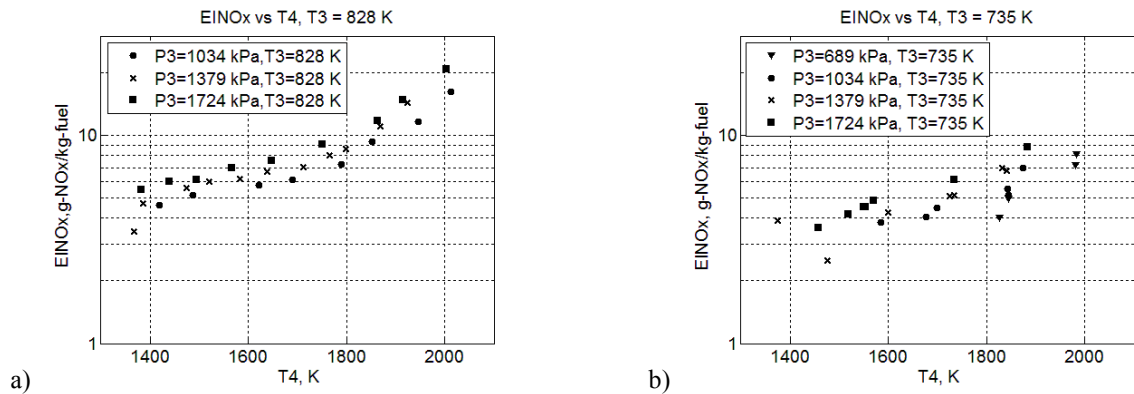 EINOx vs T4, T3 = 828 K
P3=1034 kPa,T3=828 K
P3=1379 kPa,T3=828 K
P3=1724 kPa,T3=828 K
10
1
EINOx,g-NOx/kg-fuel
1400 1600 1800 2000
T4, K
a)
EINOx vs T4, T3 = 735 K
P3=689 kPa, T3=735 K
P3=1034 kPa, T3=735 K
P3=1379 kPa, T3=735 K
P3=1724 kPa, T3=735 K
10
1
EINOx, g-NOx/kg-fuel
1400 1600 1800 2000
T4, K
b)